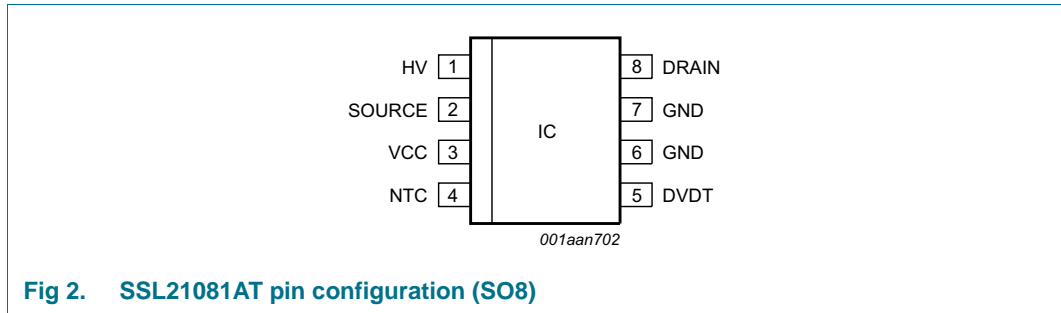 HV 1 8 DRAIN
SOURCE 2 7 GND
IC
VCC 3 6 GND
NTC 4 5 DVDT
001aan702
Fig 2. SSL21081AT pin configuration (SO8)